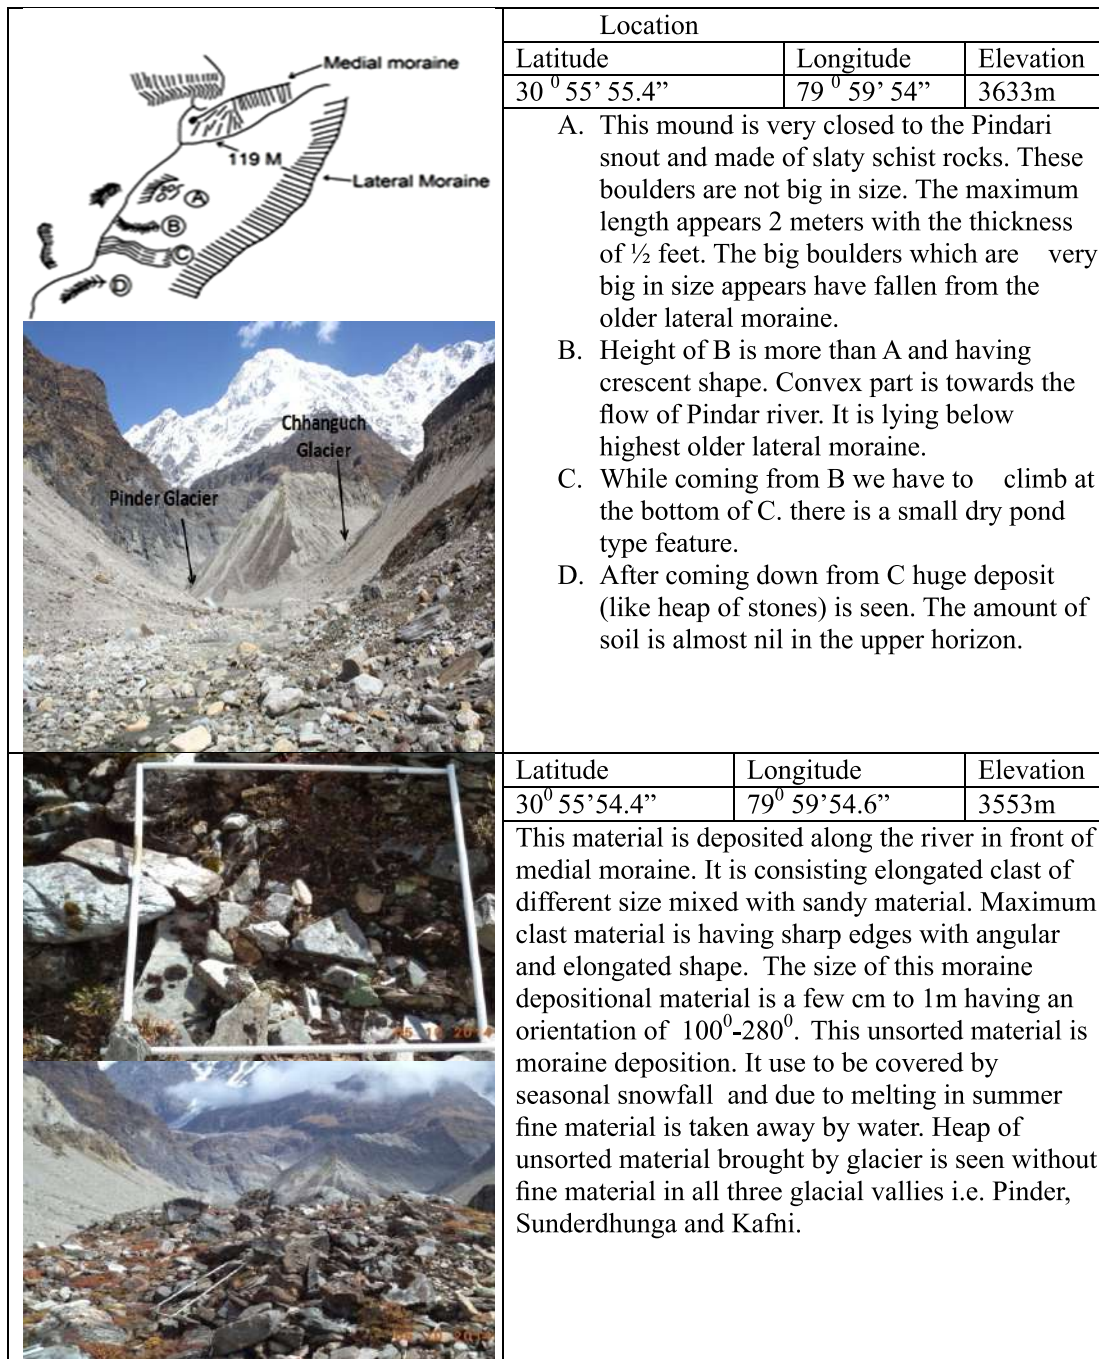 Medial moraine
119 M
Lateral Moraine
A
B
C
D
Chhanguch
Glacier
Pinder Glacier
Location
Latitude Longitude Elevation
30 ⁰ 55’ 55.4” 79 ⁰ 59’ 54” 3633m
A. This mound is very closed to the Pindari
snout and made of slaty schist rocks. These
boulders are not big in size. The maximum
length appears 2 meters with the thickness
of ½ feet. The big boulders which are very
big in size appears have fallen from the
older lateral moraine.
B. Height of B is more than A and having
crescent shape. Convex part is towards the
flow of Pindar river. It is lying below
highest older lateral moraine.
C. While coming from B we have to climb at
the bottom of C. there is a small dry pond
type feature.
D. After coming down from C huge deposit
(like heap of stones) is seen. The amount of
soil is almost nil in the upper horizon.
Latitude Longitude Elevation
30⁰ 55’54.4” 79⁰ 59’54.6” 3553m
This material is deposited along the river in front of
medial moraine. It is consisting elongated clast of
different size mixed with sandy material. Maximum
clast material is having sharp edges with angular
and elongated shape. The size of this moraine
depositional material is a few cm to 1m having an
orientation of 100⁰-280⁰. This unsorted material is
moraine deposition. It use to be covered by
seasonal snowfall and due to melting in summer
fine material is taken away by water. Heap of
unsorted material brought by glacier is seen without
fine material in all three glacial vallies i.e. Pinder,
Sunderdhunga and Kafni.